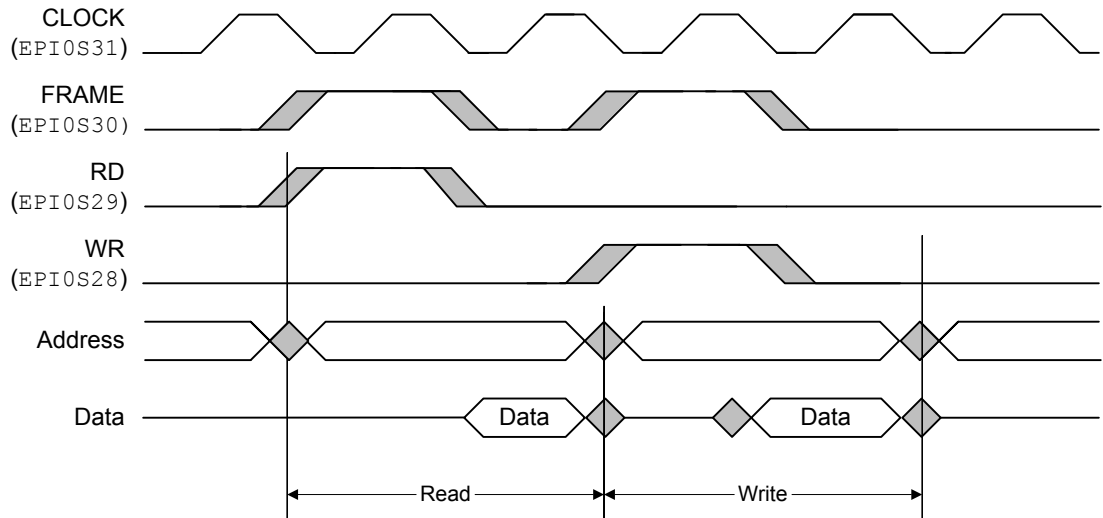 CLOCK
(EPI0S31)
FRAME
(EPI0S30)
RD
(EPI0S29)
WR
(EPI0S28)
Address
Data
Data
Data
Read
Write